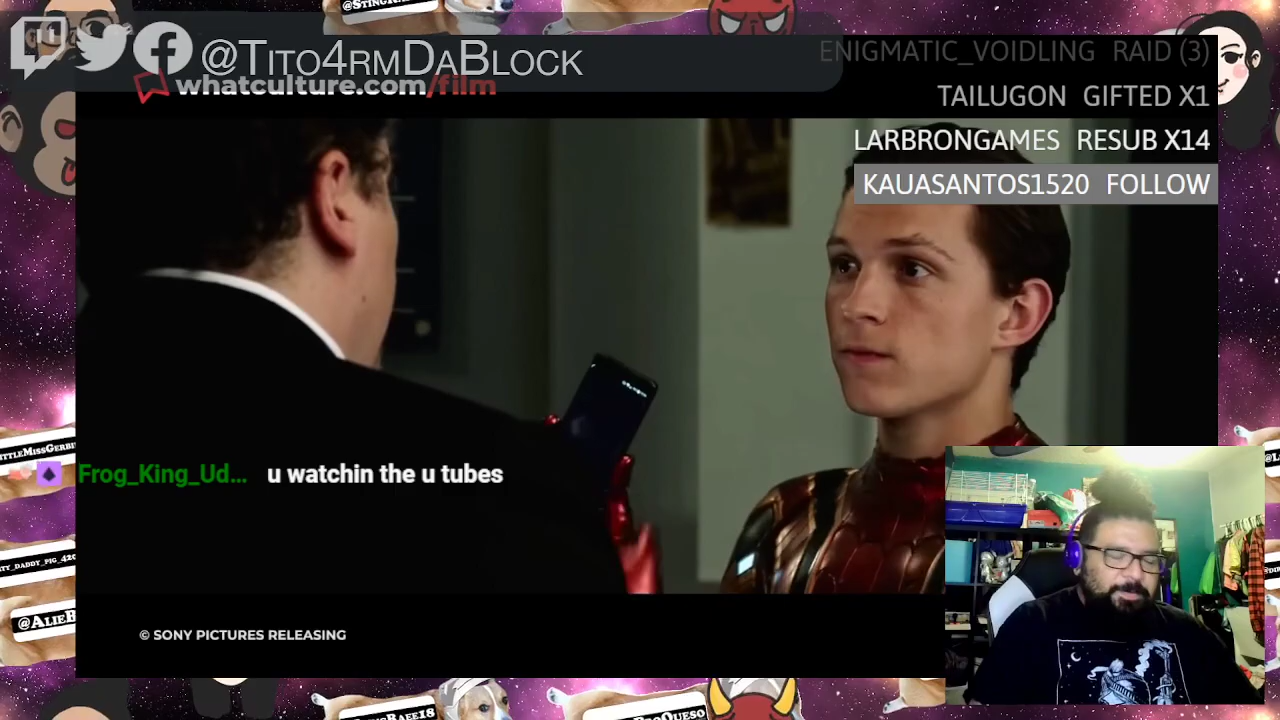 @StingRaee18
@Tito4rmDaBlock
whatculture.com/film
ENIGMATIC_VOIDLING RAID (3)
TAILUGON GIFTED X1
LARBRONGAMES RESUB X14
KAUASANTOS1520 FOLLOW
Frog_King_Ud... u watchin the u tubes
© SONY PICTURES RELEASING